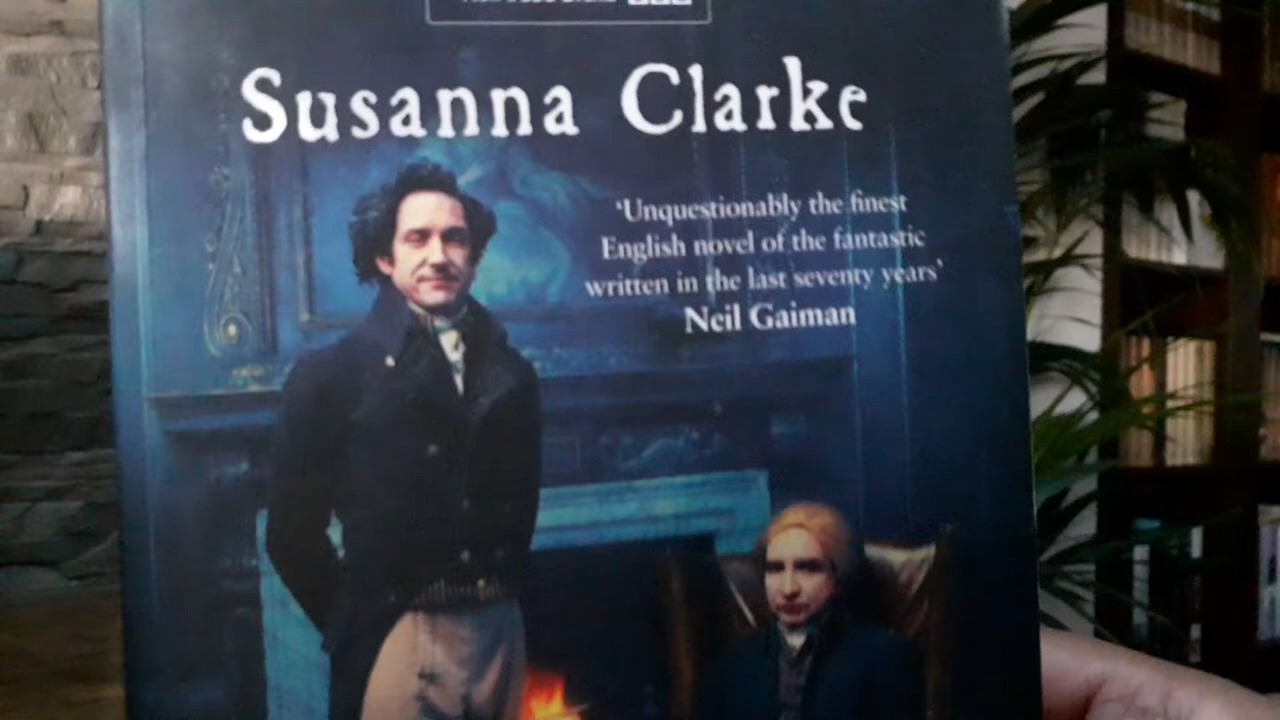 Susanna Clarke
'Unquestionably the finest
English novel of the fantastic
written in the last seventy years'
Neil Gaiman